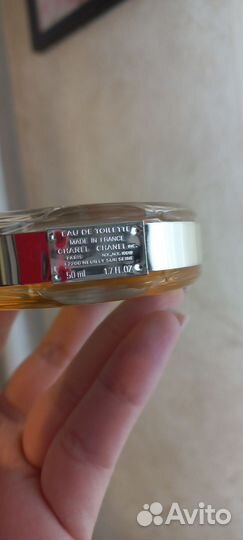 EAU DE TOILETTE
MADE IN FRANCE
CHANEL CHANEL INC.
PARIS N.Y., N.Y. 10019
92200 NEUILLY SUR SEINE
50 ml 1.7 FL.OZ
Avito